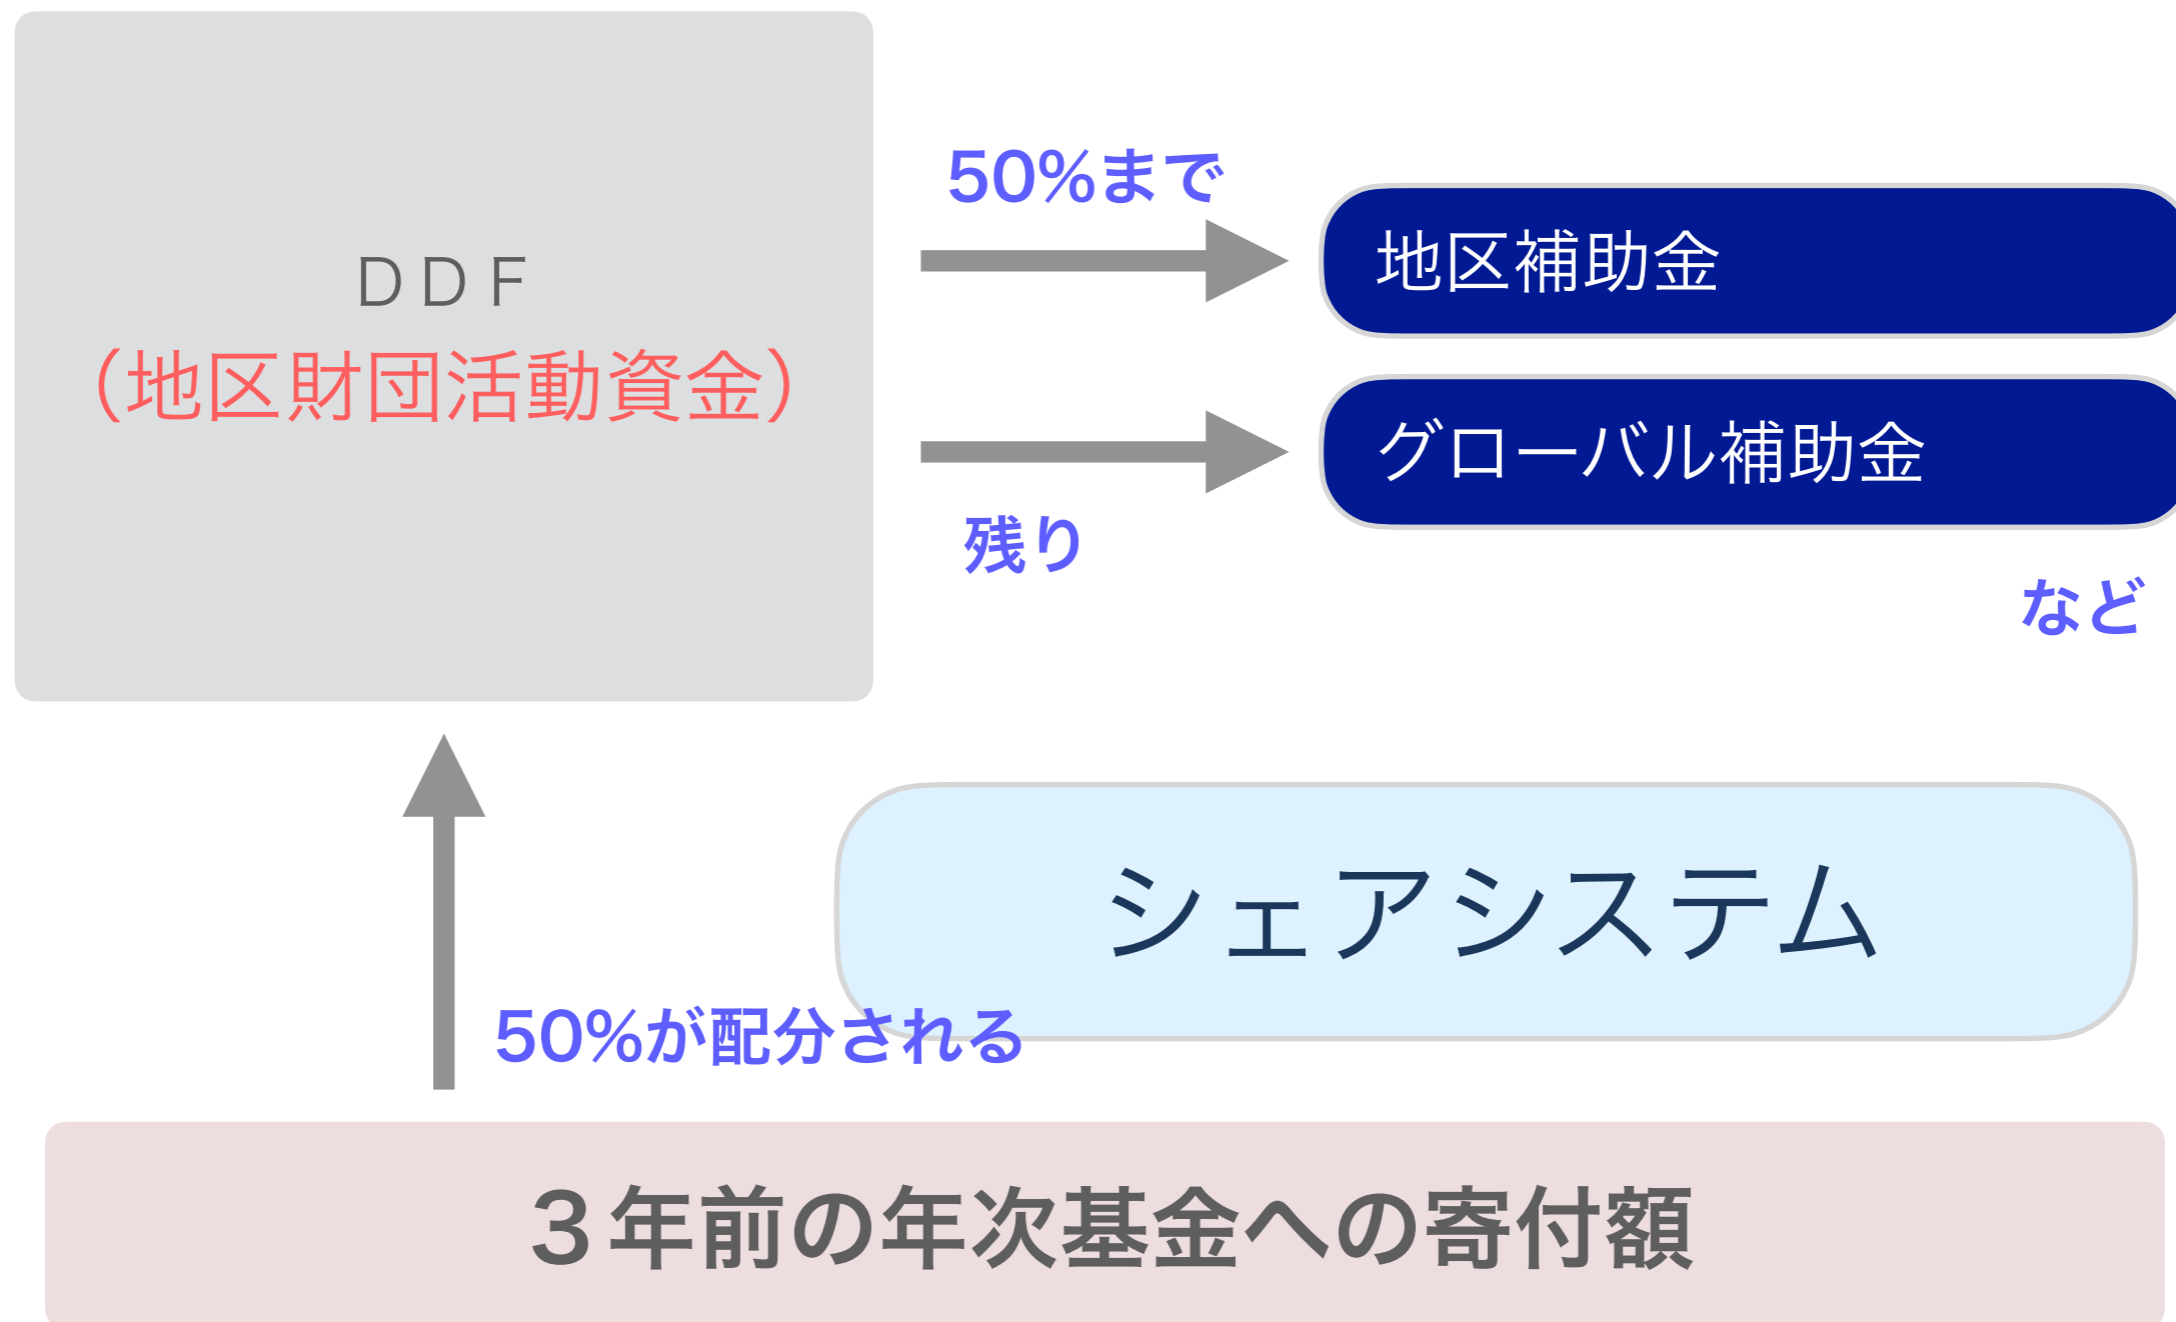 ＤＤＦ
（地区財団活動資金）
50%まで
地区補助金
グローバル補助金
残り
など
シェアシステム
50%が配分される
３年前の年次基金への寄付額